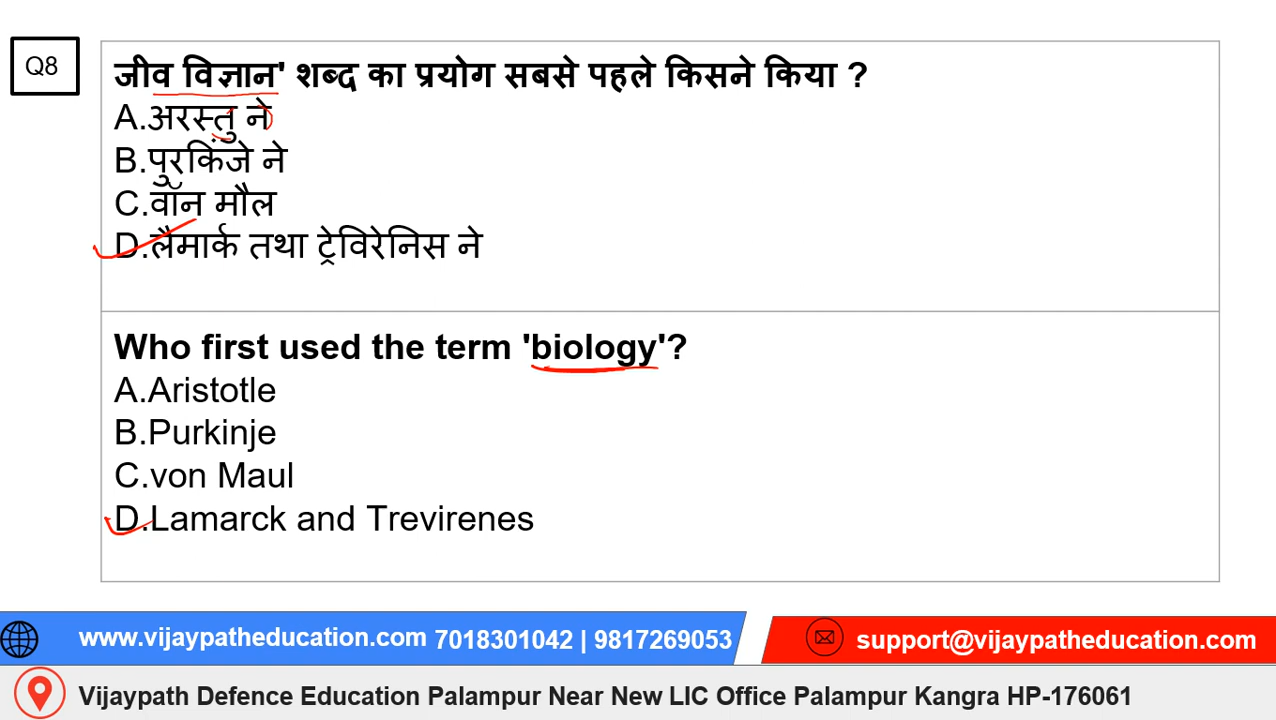 Q8
जीव विज्ञान' शब्द का प्रयोग सबसे पहले किसने किया ?
A.अरस्तु ने
B.पुरकिंजे ने
C.वॉन मौल
D.लैमार्क तथा ट्रेविरेनिस ने
Who first used the term 'biology'?
A.Aristotle
B.Purkinje
C.von Maul
D.Lamarck and Trevirenes
www.vijaypatheducation.com 7018301042 | 9817269053 support@vijaypatheducation.com
Vijaypath Defence Education Palampur Near New LIC Office Palampur Kangra HP-176061